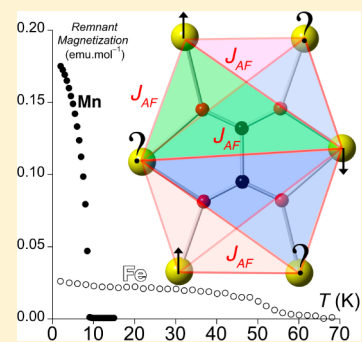 0.20
Remnant
Magnetization
(emu.mol⁻¹)
Mn
0.15
J_AF
J_AF
?
0.10
J_AF
?
0.05
J_AF
?
Fe
T (K)
0.00
0 10 20 30 40 50 60 70